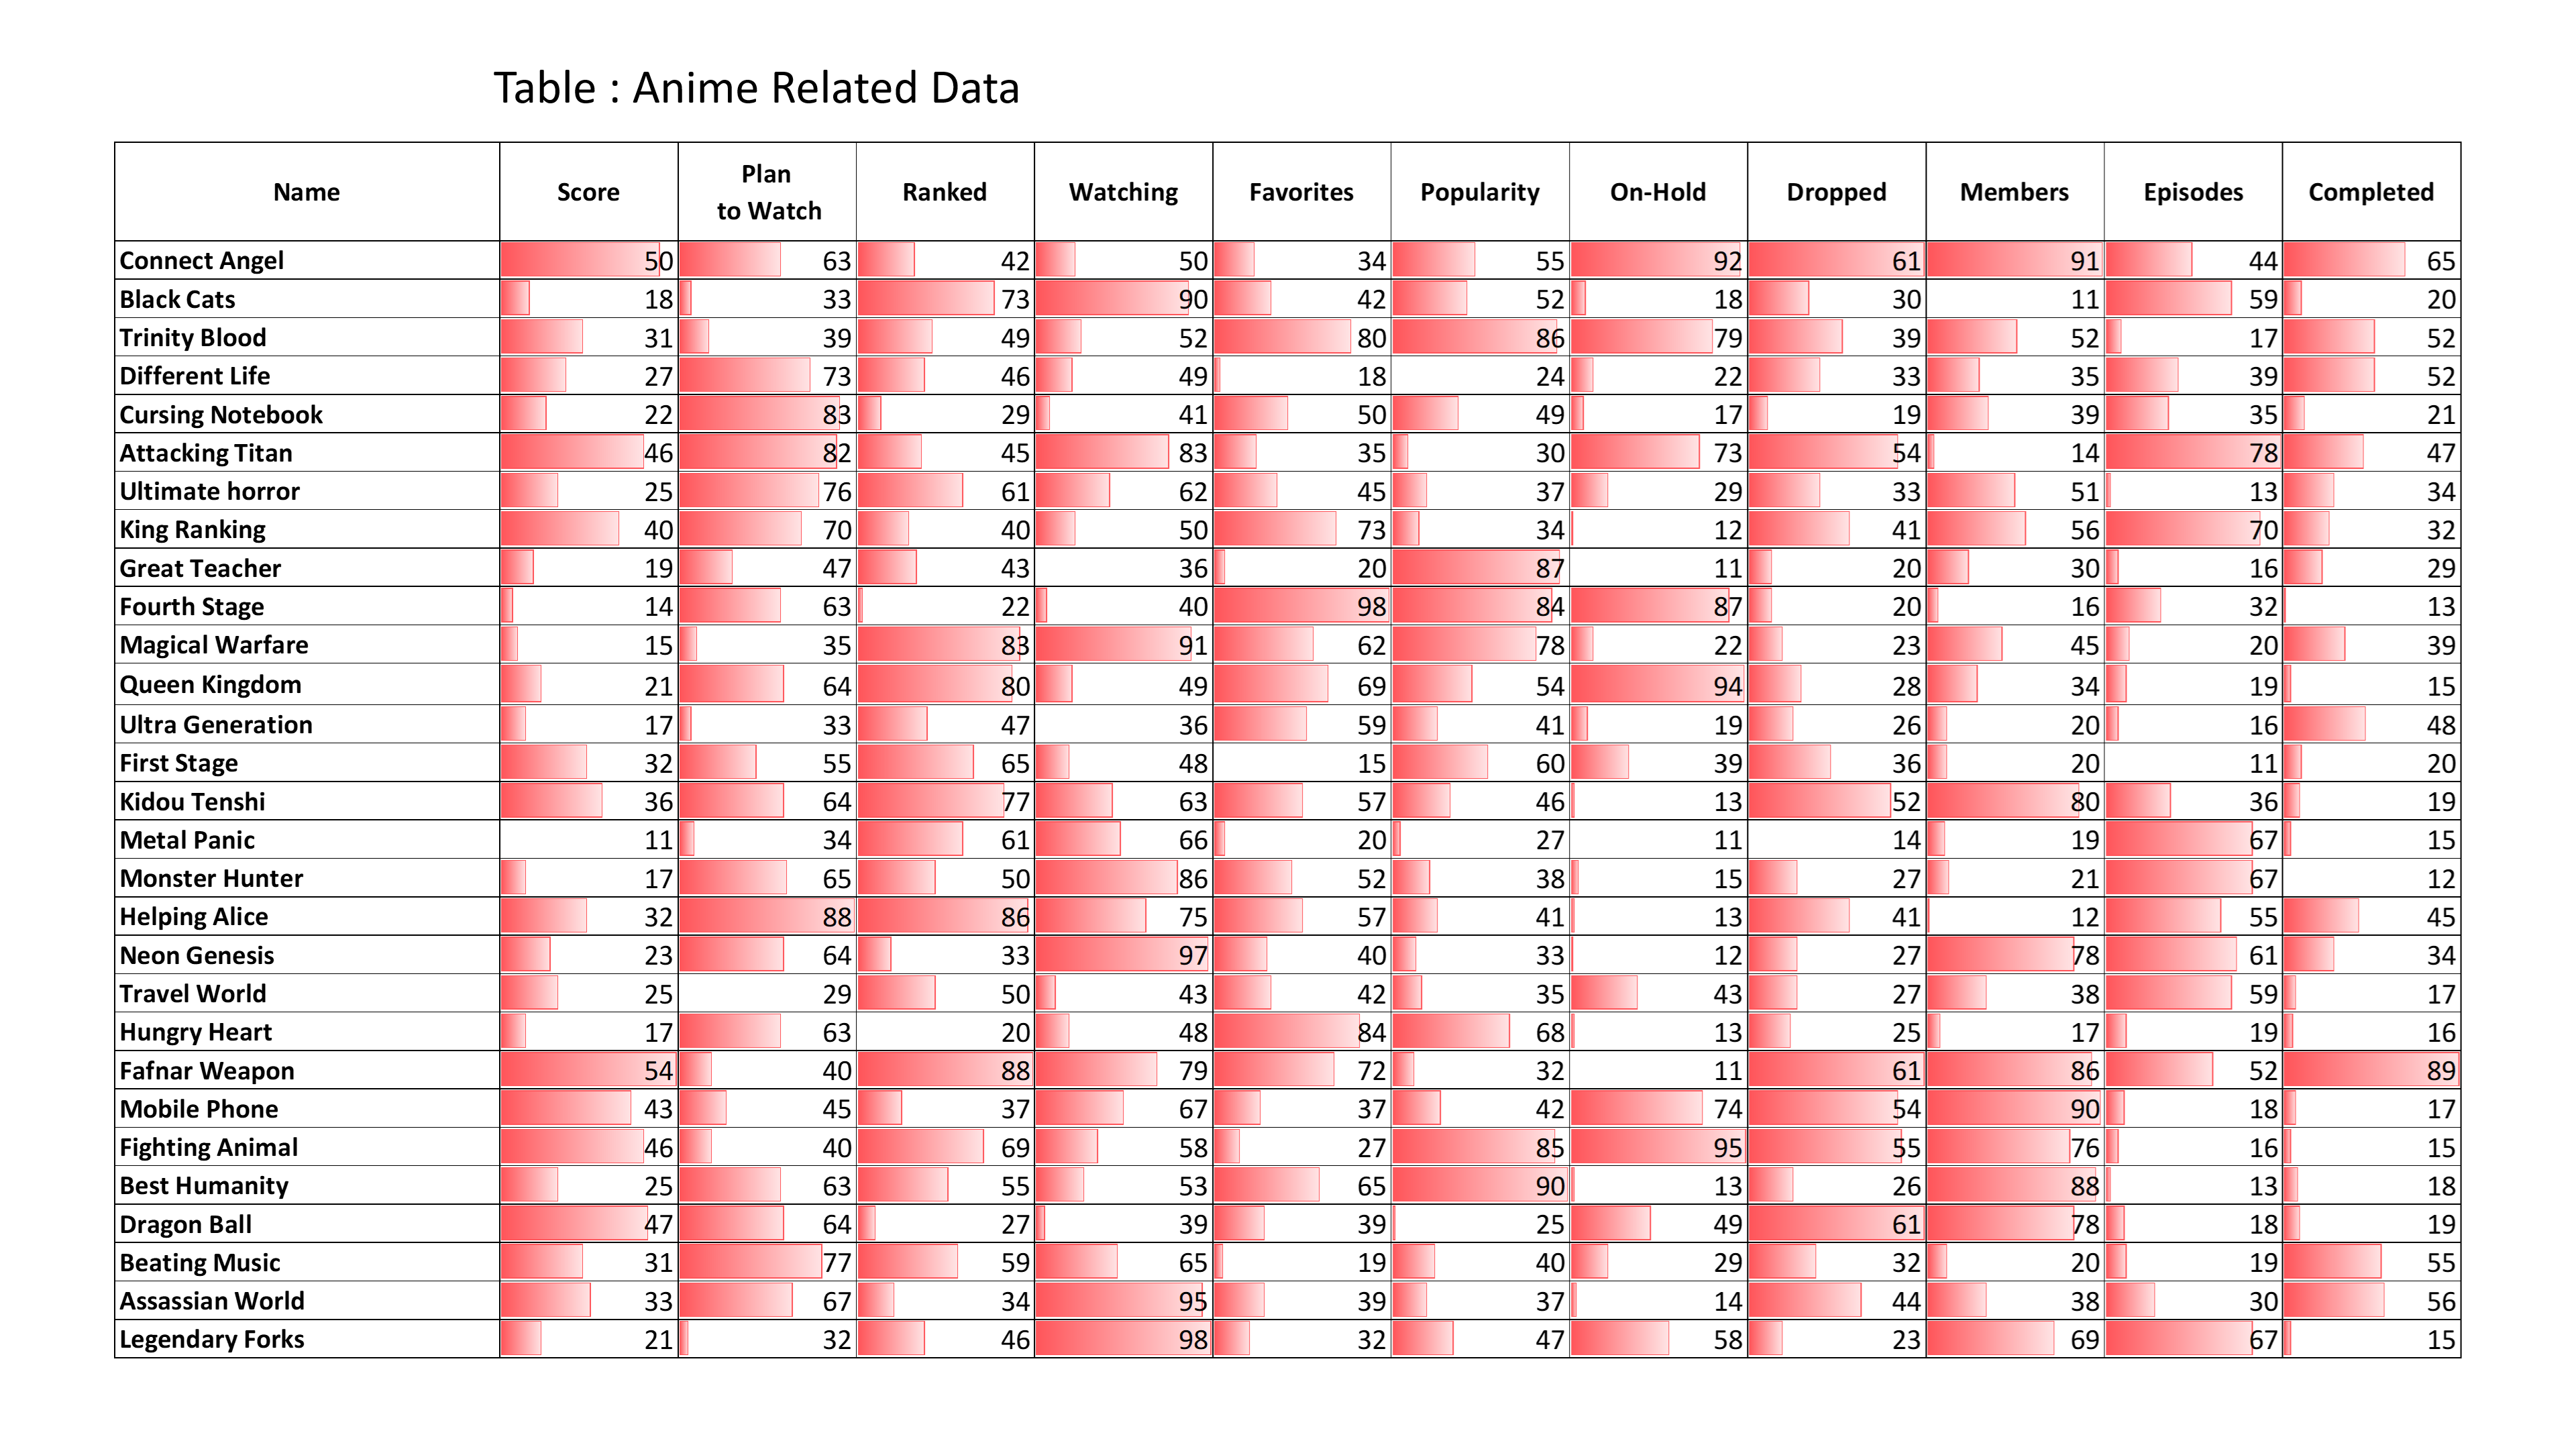 Table : Anime Related Data
Name Score Plan to Watch Ranked Watching Favorites Popularity On-Hold Dropped Members Episodes Completed
Connect Angel 50 63 42 50 34 55 92 61 91 44 65
Black Cats 18 33 73 90 42 52 18 30 11 59 20
Trinity Blood 31 39 49 52 80 86 79 39 52 17 52
Different Life 27 73 46 49 18 24 22 33 35 39 52
Cursing Notebook 22 83 29 41 50 49 17 19 39 35 21
Attacking Titan 46 82 45 83 35 30 73 54 14 78 47
Ultimate horror 25 76 61 62 45 37 29 33 51 13 34
King Ranking 40 70 40 50 73 34 12 41 56 70 32
Great Teacher 19 47 43 36 20 87 11 20 30 16 29
Fourth Stage 14 63 22 40 98 84 87 20 16 32 13
Magical Warfare 15 35 83 91 62 78 22 23 45 20 39
Queen Kingdom 21 64 80 49 69 54 94 28 34 19 15
Ultra Generation 17 33 47 36 59 41 19 26 20 16 48
First Stage 32 55 65 48 15 60 39 36 20 11 20
Kidou Tenshi 36 64 77 63 57 46 13 52 80 36 19
Metal Panic 11 34 61 66 20 27 11 14 19 67 15
Monster Hunter 17 65 50 86 52 38 15 27 21 67 12
Helping Alice 32 88 86 75 57 41 13 41 12 55 45
Neon Genesis 23 64 33 97 40 33 12 27 78 61 34
Travel World 25 29 50 43 42 35 43 27 38 59 17
Hungry Heart 17 63 20 48 84 68 13 25 17 19 16
Fafnar Weapon 54 40 88 79 72 32 11 61 86 52 89
Mobile Phone 43 45 37 67 37 42 74 54 90 18 17
Fighting Animal 46 40 69 58 27 85 95 55 76 16 15
Best Humanity 25 63 55 53 65 90 13 26 88 13 18
Dragon Ball 47 64 27 39 39 25 49 61 78 18 19
Beating Music 31 77 59 65 19 40 29 32 20 19 55
Assassian World 33 67 34 95 39 37 14 44 38 30 56
Legendary Forks 21 32 46 98 32 47 58 23 69 67 15